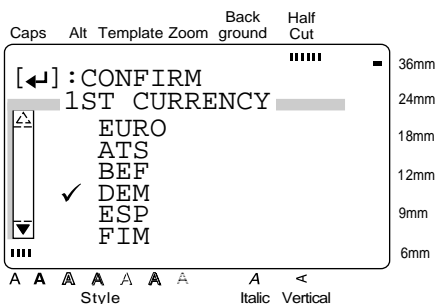 Back Half
Caps Alt Template Zoom ground Cut
[↵]:CONFIRM
1ST CURRENCY
EURO
ATS
BEF
✓ DEM
ESP
FIM
36mm
24mm
18mm
12mm
9mm
6mm
A A A A A A A A A
Style Italic Vertical